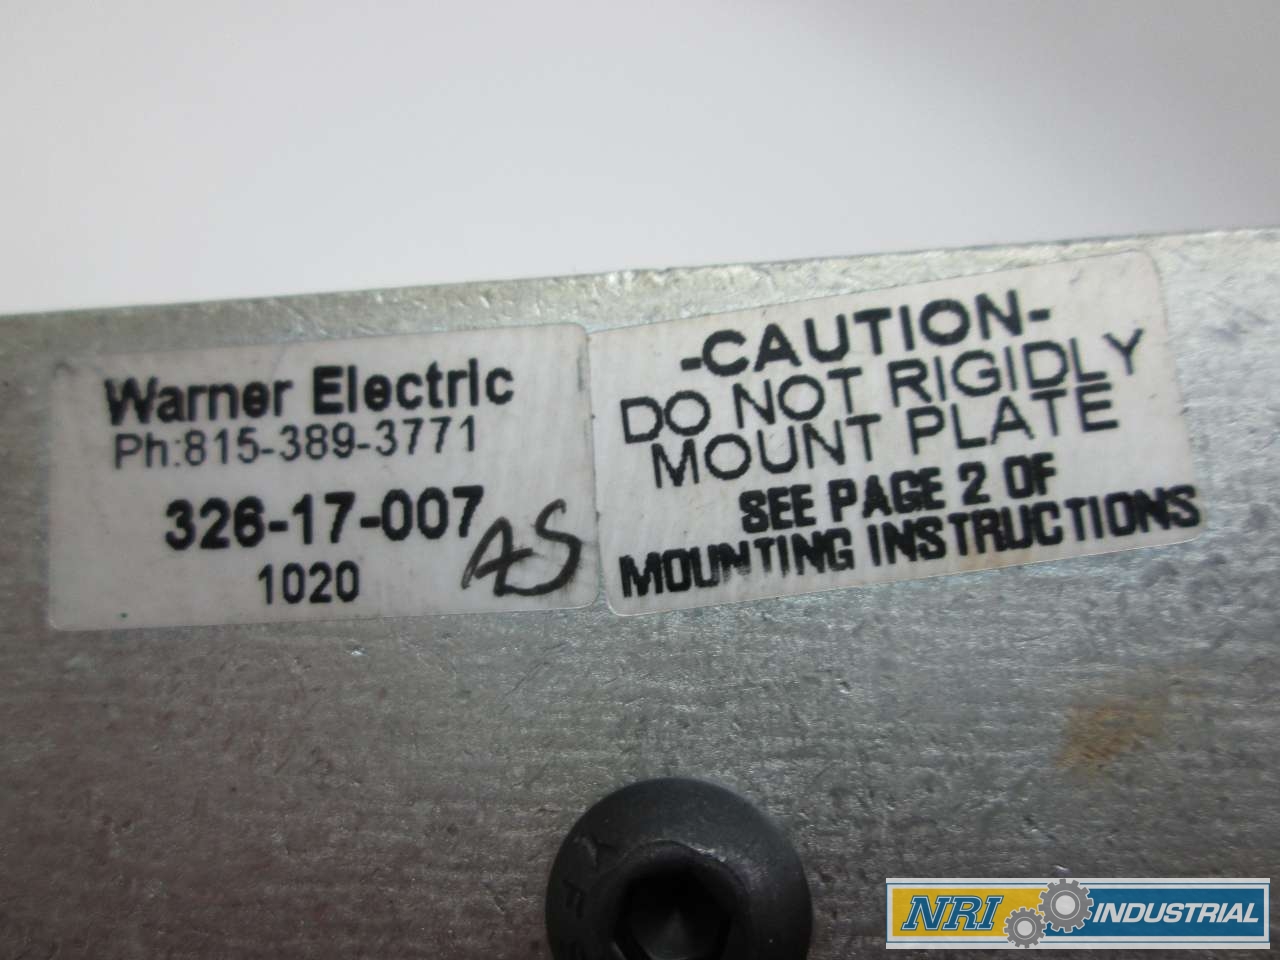 Warner Electric
Ph:815-389-3771
326-17-007
AS
1020
-CAUTION-
DO NOT RIGIDLY
MOUNT PLATE
SEE PAGE 2 OF
MOUNTING INSTRUCTIONS
NRI INDUSTRIAL